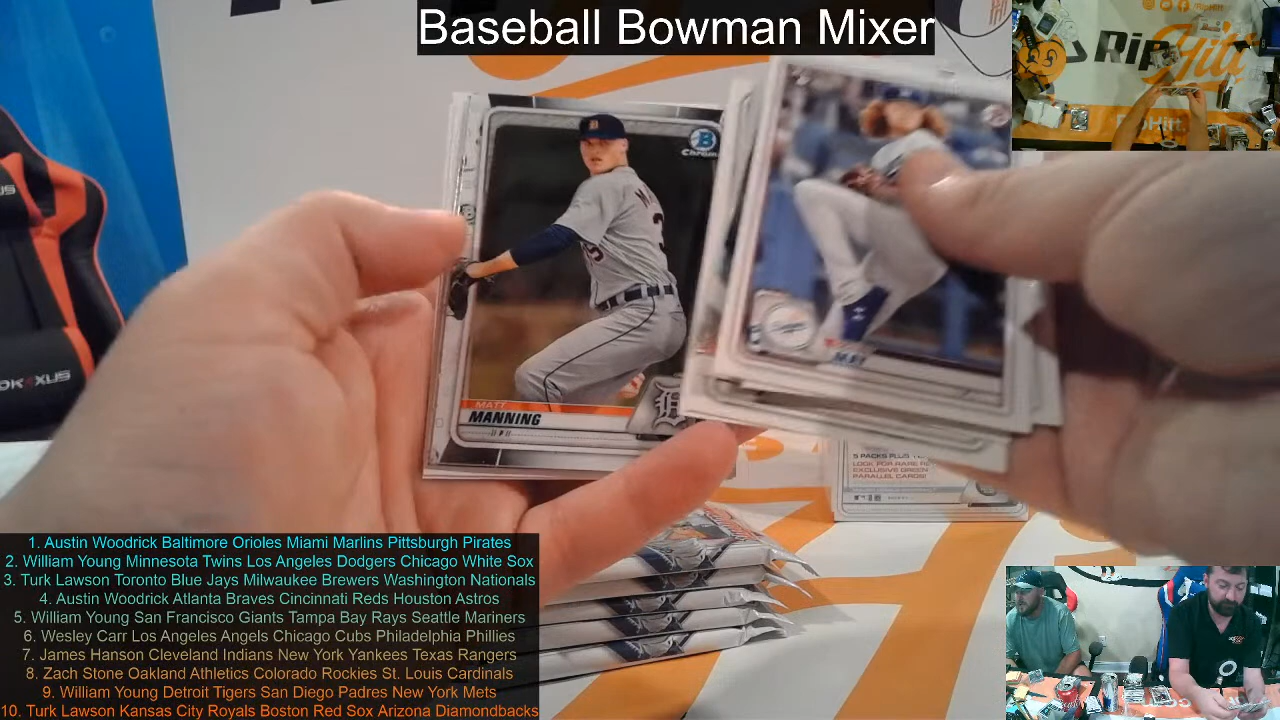 Baseball Bowman Mixer
RipHitt
RipHitt
Chrome
MATT
MANNING
5 PACKS PLUS
LOOK FOR RARE
EXCLUSIVE GREEN
PARALLEL CARDS!
1. Austin Woodrick Baltimore Orioles Miami Marlins Pittsburgh Pirates
2. William Young Minnesota Twins Los Angeles Dodgers Chicago White Sox
3. Turk Lawson Toronto Blue Jays Milwaukee Brewers Washington Nationals
4. Austin Woodrick Atlanta Braves Cincinnati Reds Houston Astros
5. William Young San Francisco Giants Tampa Bay Rays Seattle Mariners
6. Wesley Carr Los Angeles Angels Chicago Cubs Philadelphia Phillies
7. James Hanson Cleveland Indians New York Yankees Texas Rangers
8. Zach Stone Oakland Athletics Colorado Rockies St. Louis Cardinals
9. William Young Detroit Tigers San Diego Padres New York Mets
10. Turk Lawson Kansas City Royals Boston Red Sox Arizona Diamondbacks